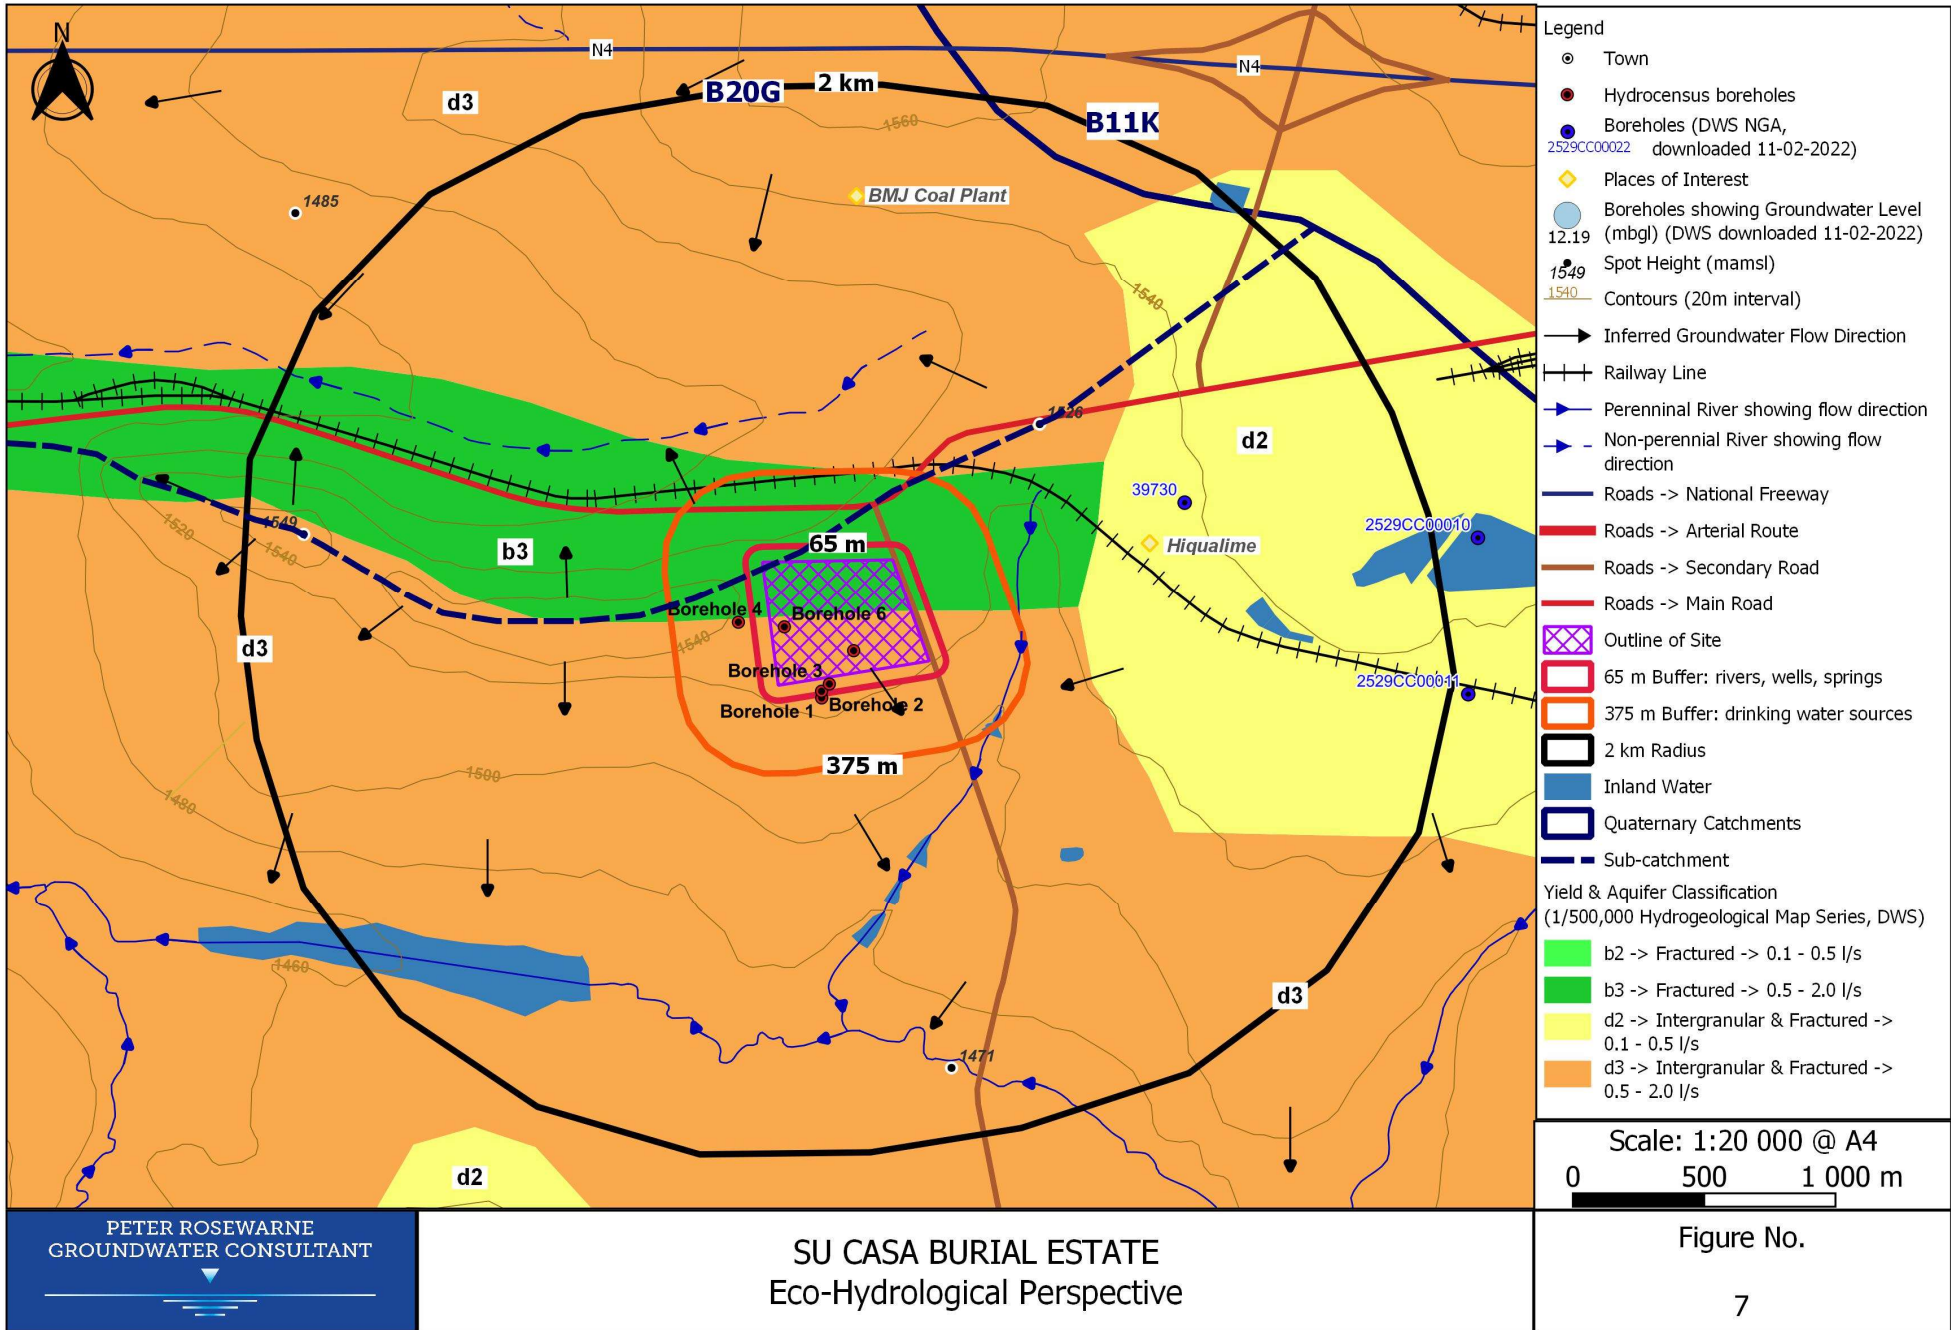 N
N4
N4
B20G
2 km
d3
B11K
1560
1485
BMJ Coal Plant
1540
1526
d2
39730
2529CC00010
1549
1520
1540
b3
65 m
Hiqualime
Borehole 4
Borehole 6
1540
d3
Borehole 3
2529CC00011
Borehole 1
Borehole 2
375 m
1500
1480
1460
d3
1471
d2
Legend
Town
Hydrocensus boreholes
Boreholes (DWS NGA,
2529CC00022
downloaded 11-02-2022)
Places of Interest
Boreholes showing Groundwater Level
12.19
(mbgl) (DWS downloaded 11-02-2022)
1549
Spot Height (mamsl)
1540
Contours (20m interval)
Inferred Groundwater Flow Direction
Railway Line
Perenninal River showing flow direction
Non-perennial River showing flow
direction
Roads -> National Freeway
Roads -> Arterial Route
Roads -> Secondary Road
Roads -> Main Road
Outline of Site
65 m Buffer: rivers, wells, springs
375 m Buffer: drinking water sources
2 km Radius
Inland Water
Quaternary Catchments
Sub-catchment
Yield & Aquifer Classification
(1/500,000 Hydrogeological Map Series, DWS)
b2 -> Fractured -> 0.1 - 0.5 l/s
b3 -> Fractured -> 0.5 - 2.0 l/s
d2 -> Intergranular & Fractured ->
0.1 - 0.5 l/s
d3 -> Intergranular & Fractured ->
0.5 - 2.0 l/s
Scale: 1:20 000 @ A4
0 500 1 000 m
PETER ROSEWARNE
GROUNDWATER CONSULTANT
SU CASA BURIAL ESTATE
Eco-Hydrological Perspective
Figure No.
7